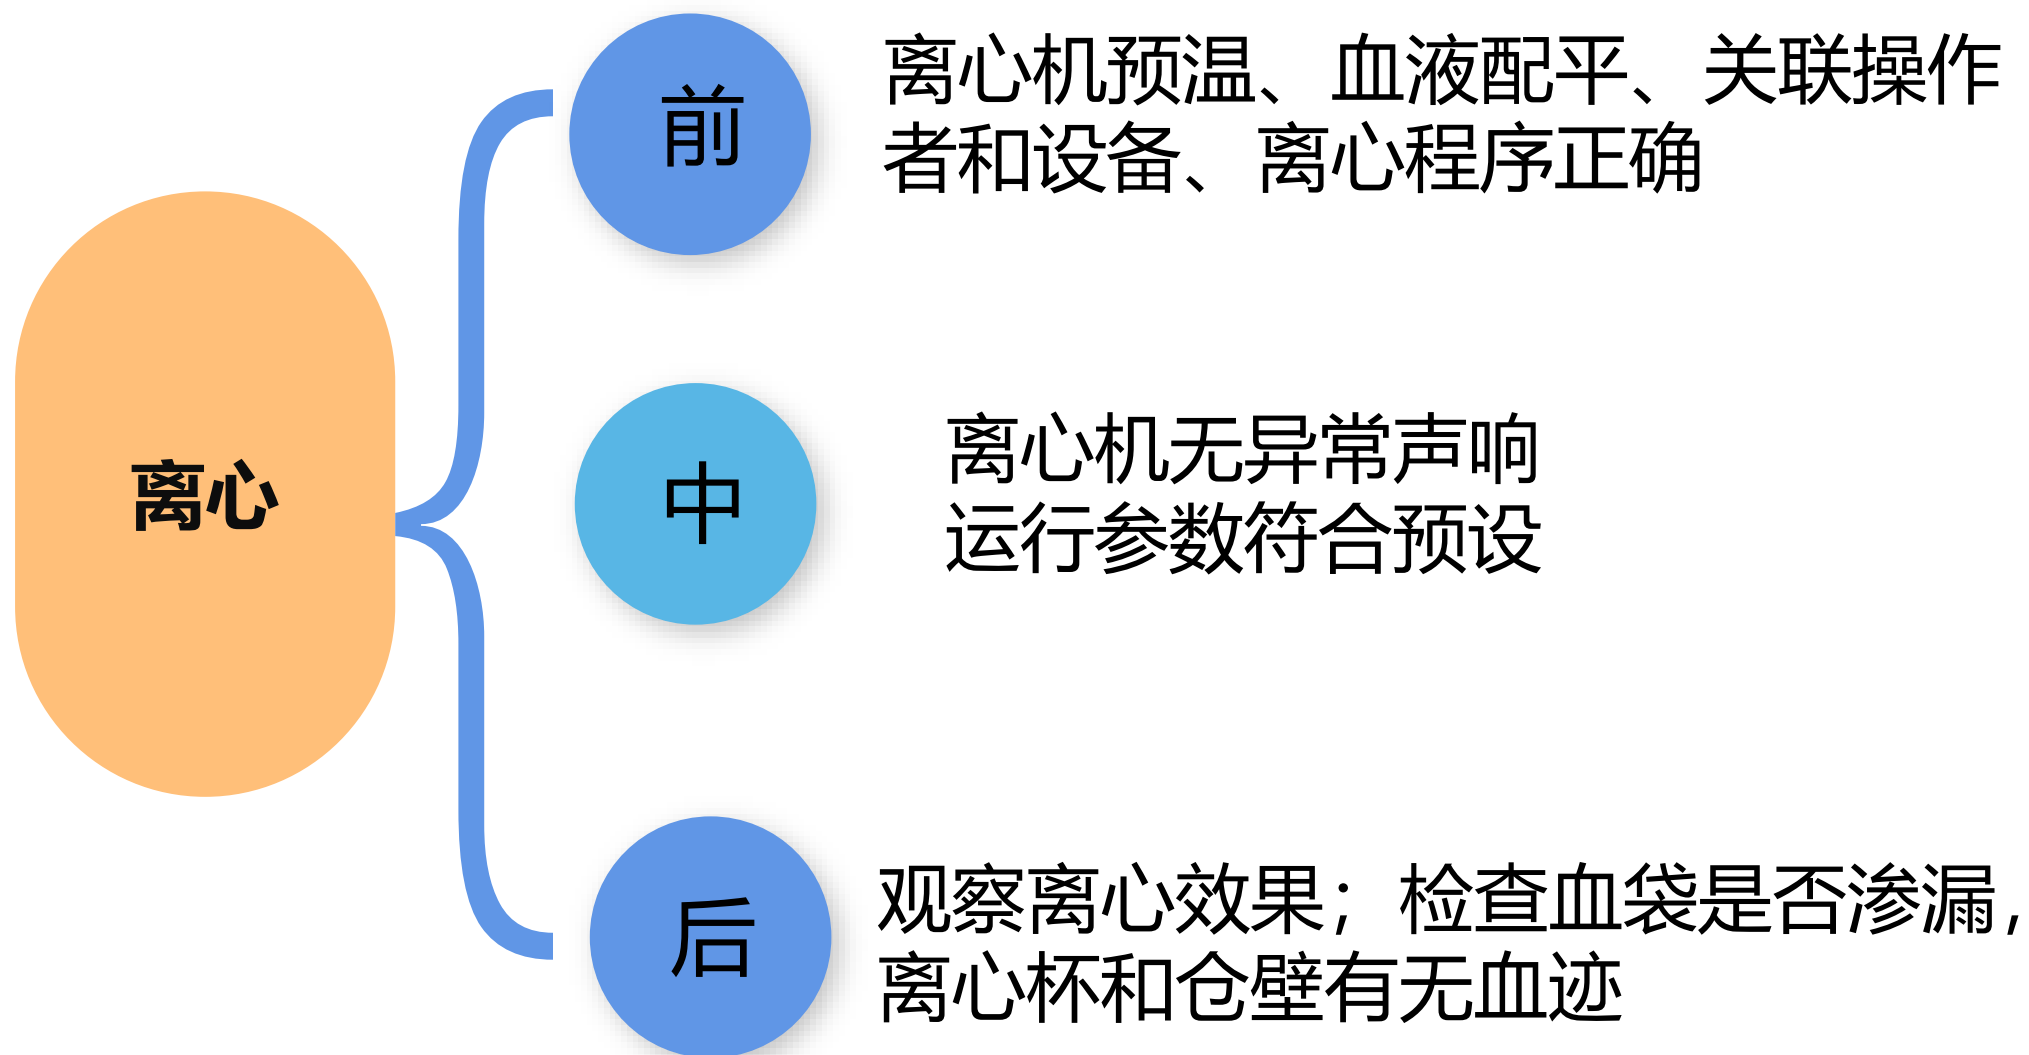 离心
前
离心机预温、血液配平、关联操作
者和设备、离心程序正确
中
离心机无异常声响
运行参数符合预设
后
观察离心效果；检查血袋是否渗漏，
离心杯和仓壁有无血迹